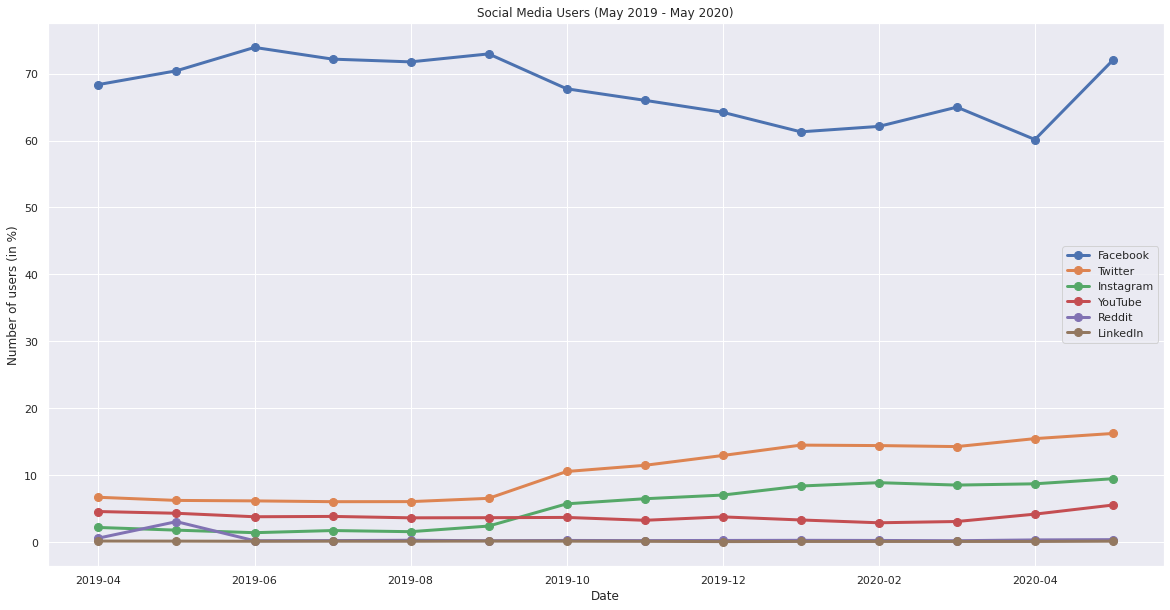 Social Media Users (May 2019 - May 2020)
Number of users (in %)
70
60
50
40
30
20
10
0
Facebook
Twitter
Instagram
YouTube
Reddit
LinkedIn
2019-04 2019-06 2019-08 2019-10 2019-12 2020-02 2020-04
Date